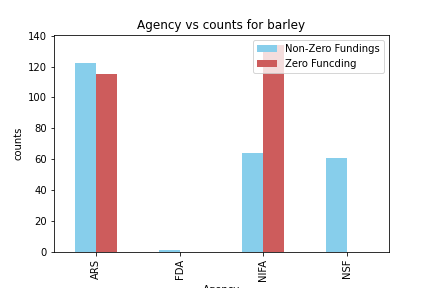 Agency vs counts for barley
140
120
100
80
60
40
20
0
counts
Non-Zero Fundings
Zero Funcding
ARS
FDA
NIFA
NSF
Agency